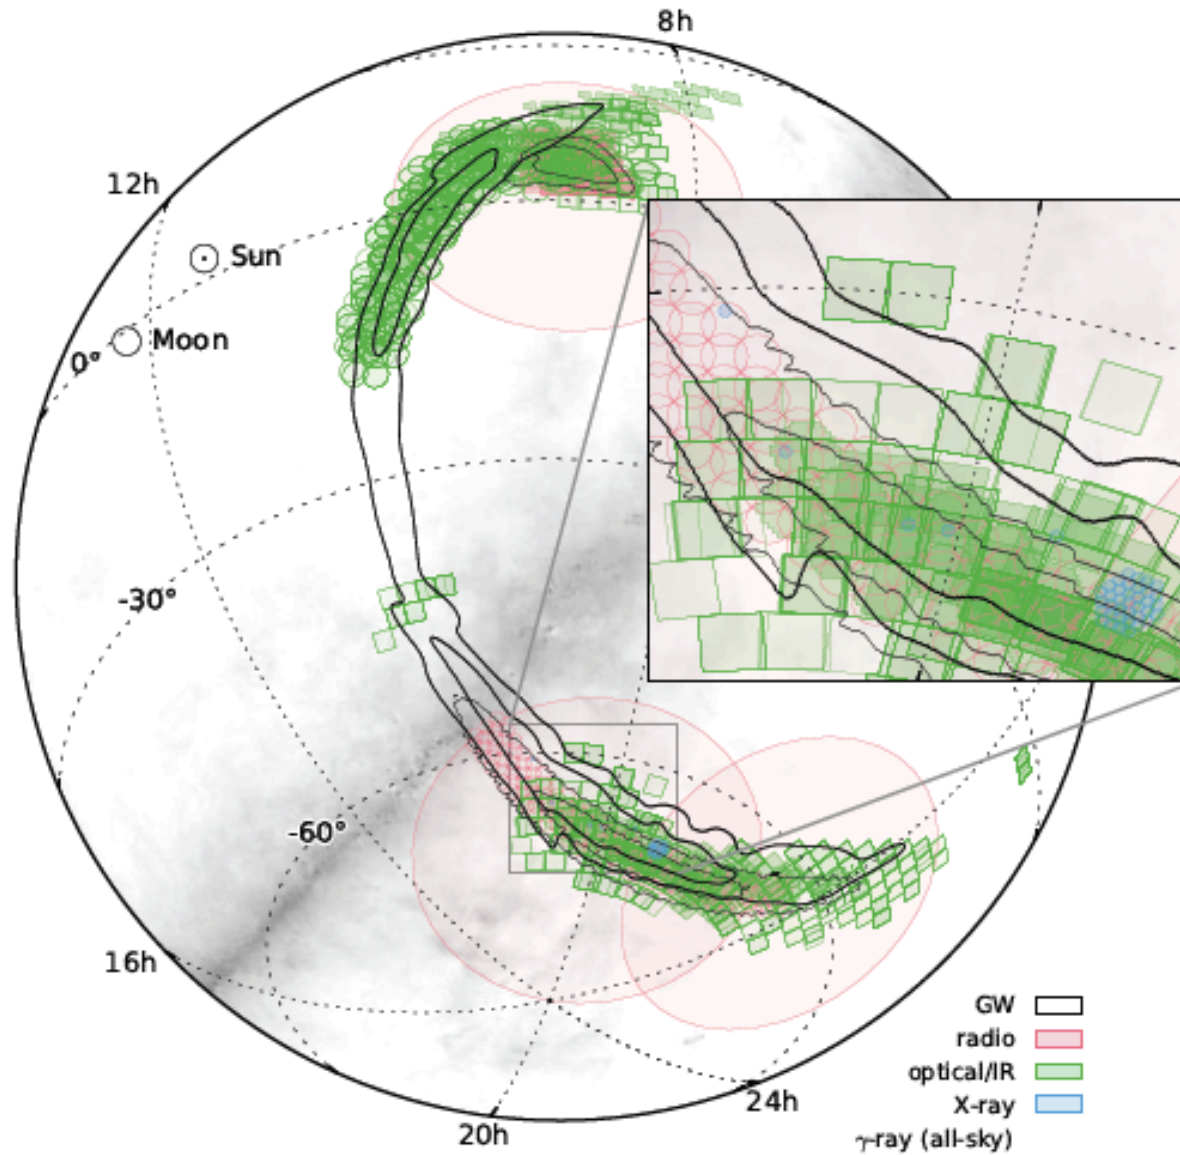 8h
12h
Sun
Moon
0°
-30°
-60°
16h
GW
radio
optical/IR
X-ray
24h
20h
γ-ray (all-sky)